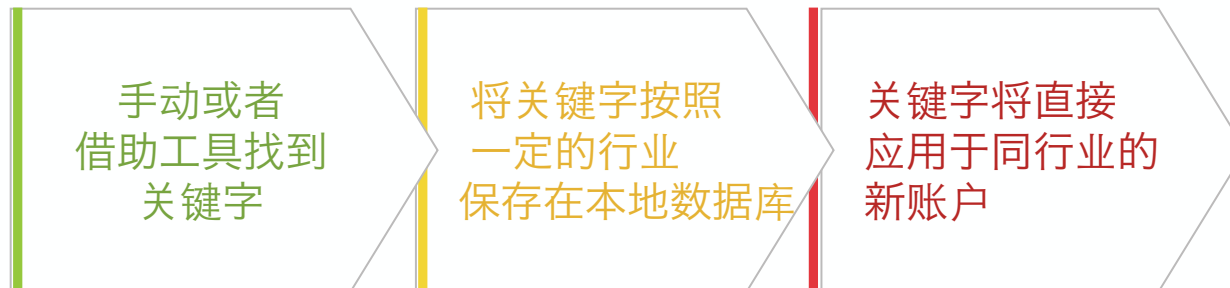 手动或者
借助工具找到
关键字
将关键字按照
一定的行业
保存在本地数据库
关键字将直接
应用于同行业的
新账户